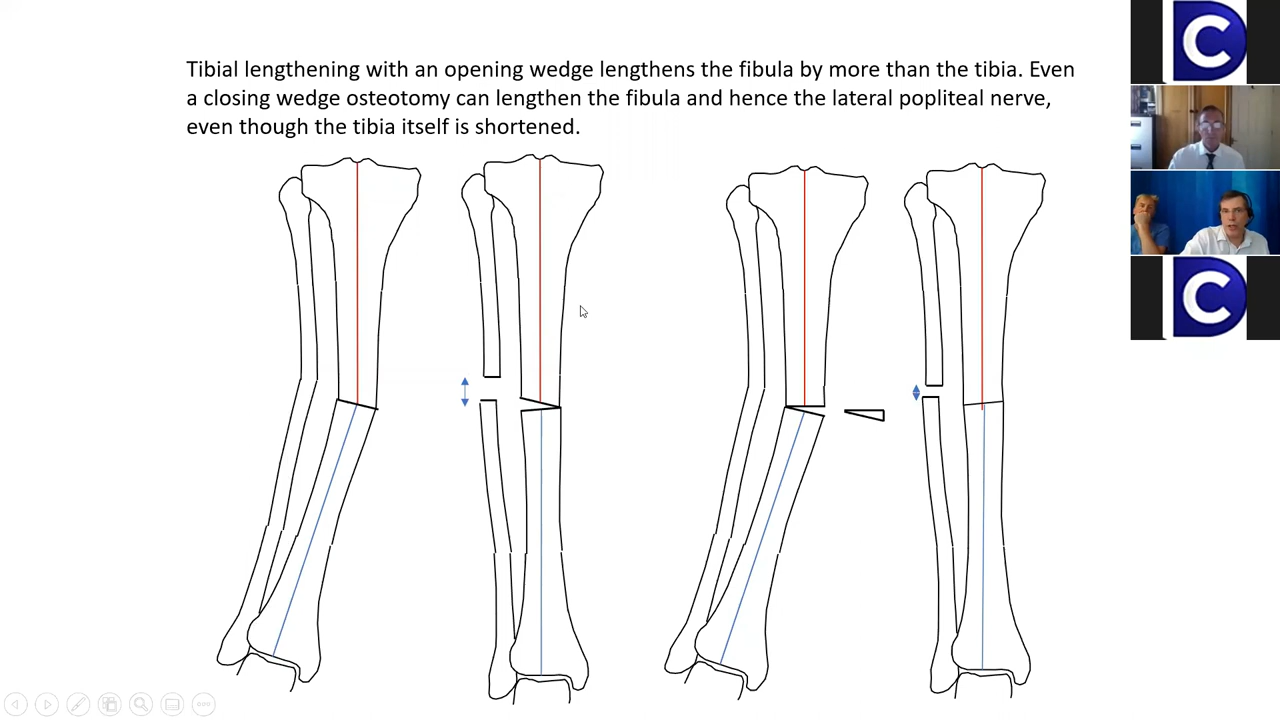 Tibial lengthening with an opening wedge lengthens the fibula by more than the tibia. Even
a closing wedge osteotomy can lengthen the fibula and hence the lateral popliteal nerve,
even though the tibia itself is shortened.
C
C